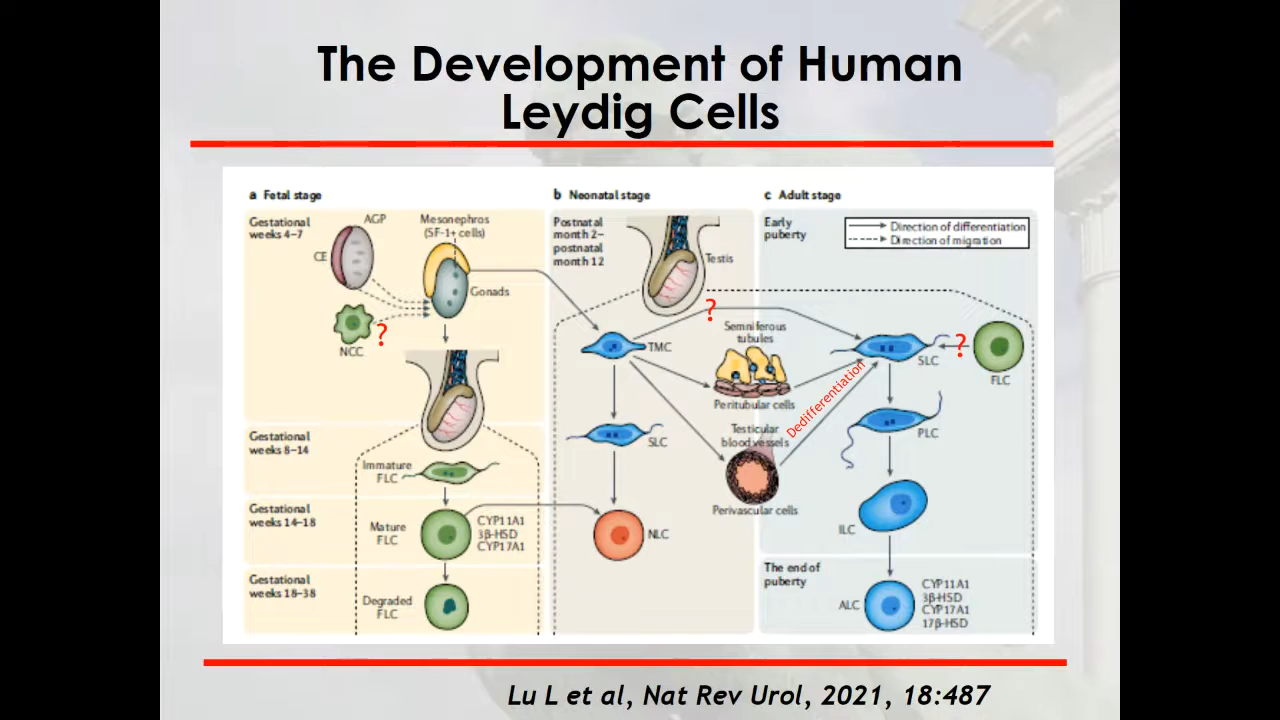 The Development of Human
Leydig Cells
a Fetal stage
b Neonatal stage
c Adult stage
Gestational
weeks 4–7
AGP
CE
NCC
?
Mesonephros
(SF-1+ cells)
Gonads
Gestational
weeks 8–14
Immature
FLC
Gestational
weeks 14–18
Mature
FLC
CYP11A1
3β-HSD
CYP17A1
Gestational
weeks 18–38
Degraded
FLC
Postnatal
month 2–
postnatal
month 12
Testis
TMC
SLC
NLC
?
Seminiferous
tubules
Peritubular cells
Testicular
blood vessels
Perivascular cells
Dedifferentiation
Early
puberty
Direction of differentiation
Direction of migration
SLC
?
FLC
PLC
ILC
The end of
puberty
ALC
CYP11A1
3β-HSD
CYP17A1
17β-HSD
Lu L et al, Nat Rev Urol, 2021, 18:487